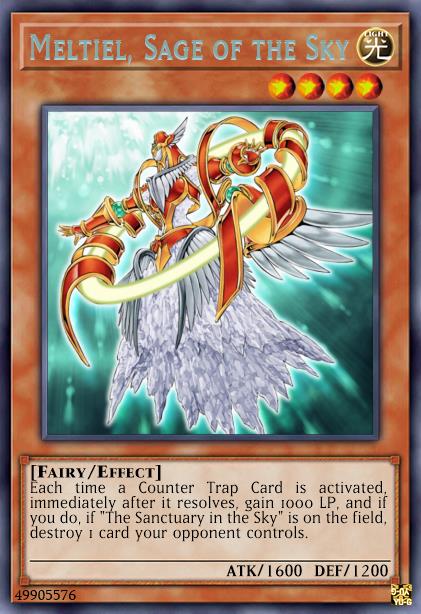 Meltiel, Sage of the Sky
LIGHT
光
[Fairy/Effect]
Each time a Counter Trap Card is activated,
immediately after it resolves, gain 1000 LP, and if
you do, if "The Sanctuary in the Sky" is on the field,
destroy 1 card your opponent controls.
ATK/1600 DEF/1200
49905576